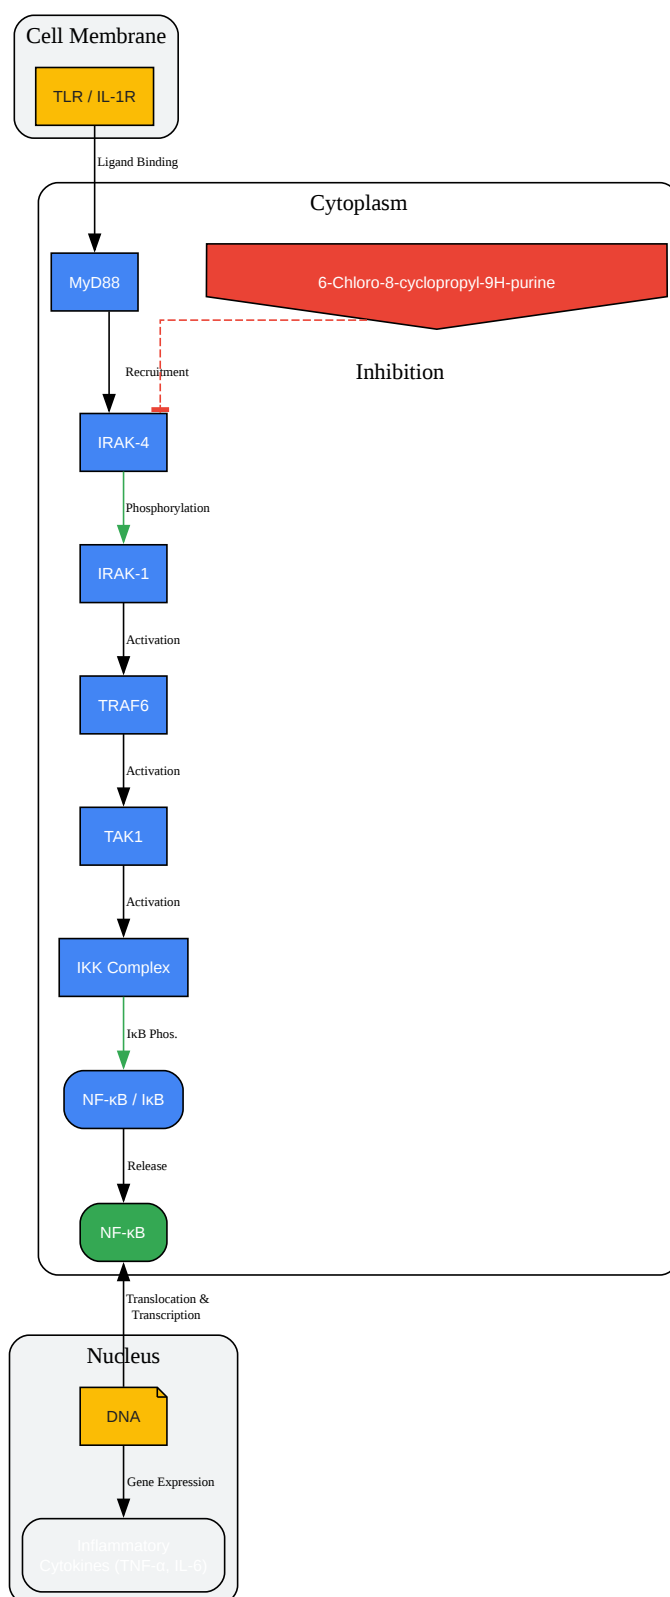 Cell Membrane
TLR / IL-1R
Ligand Binding
Cytoplasm
MyD88
6-Chloro-8-cyclopropyl-9H-purine
Recruitment
Inhibition
IRAK-4
Phosphorylation
IRAK-1
Activation
TRAF6
Activation
TAK1
Activation
IKK Complex
IκB Phos.
NF-κB / IκB
Release
NF-κB
Translocation &
Transcription
Nucleus
DNA
Gene Expression
Inflammatory
Cytokines (TNF-α, IL-6)